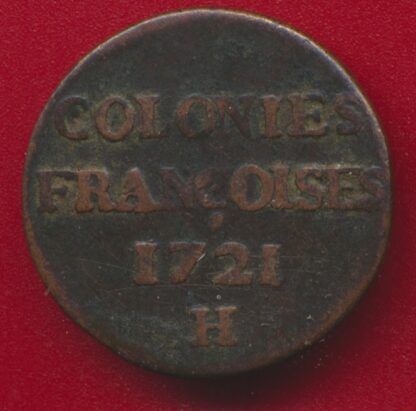 COLONIES
FRANÇOISES
1721
H